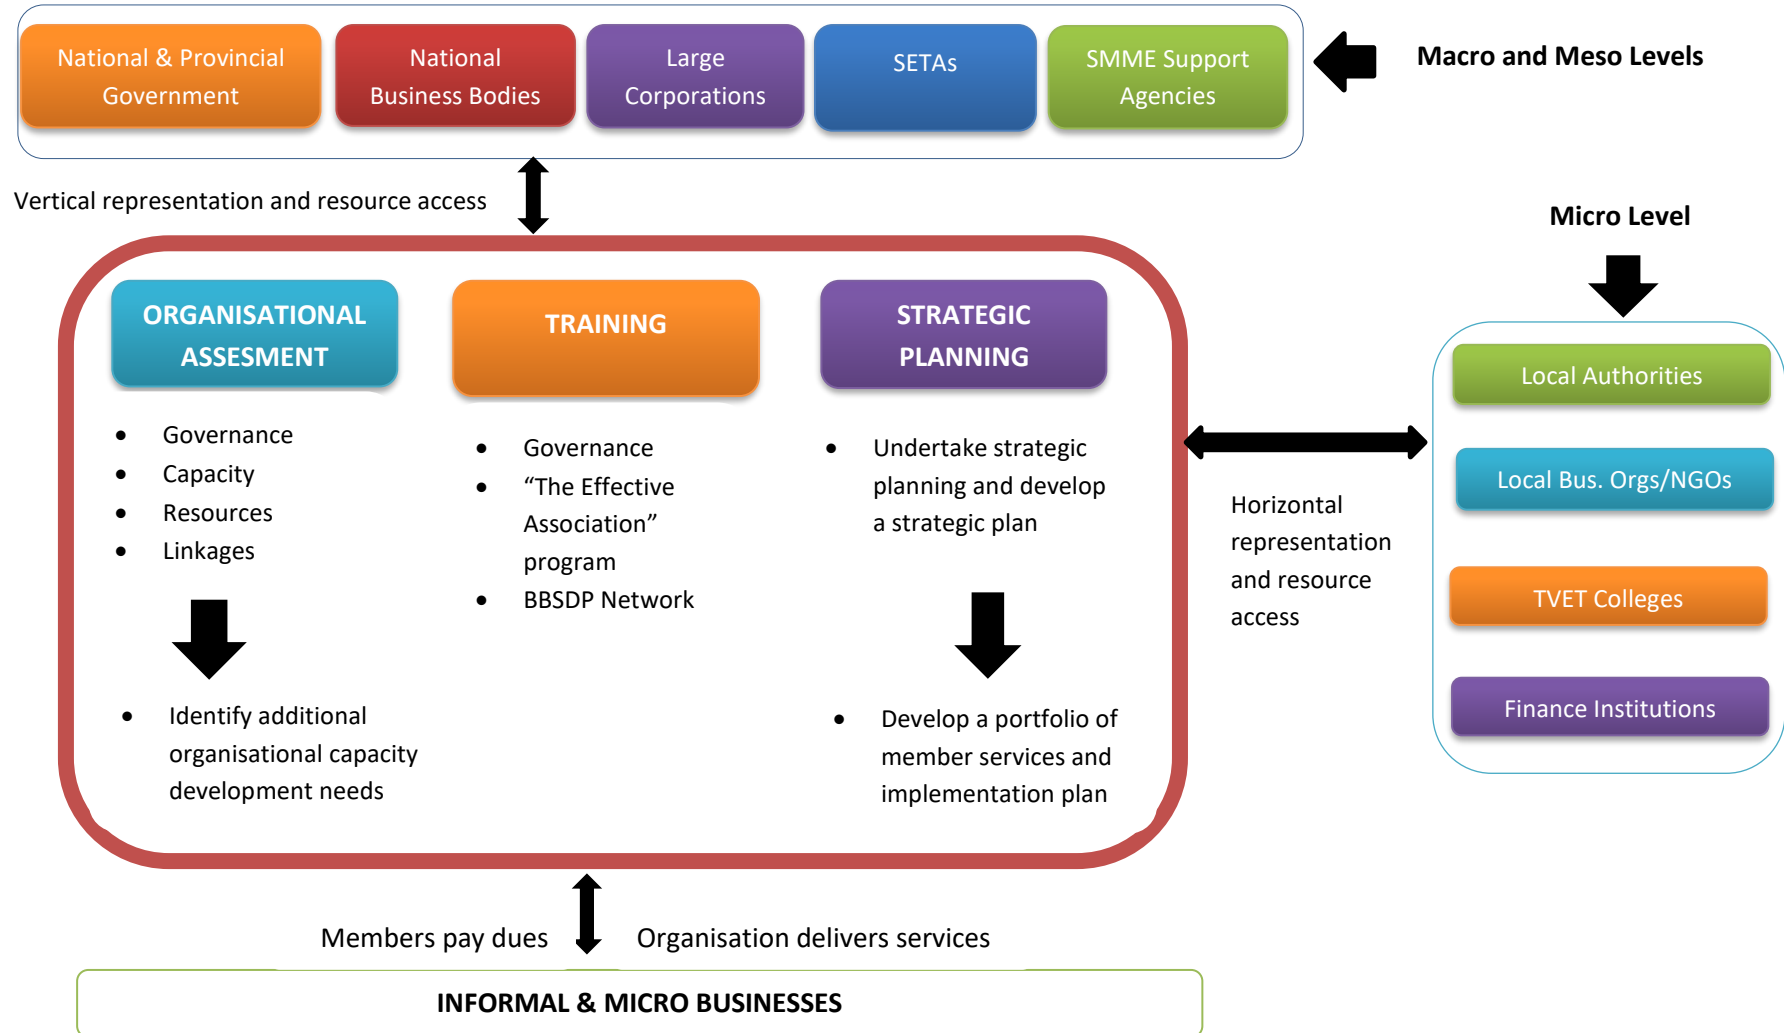 National & Provincial
Government
National
Business Bodies
Large
Corporations
SETAs
SMME Support
Agencies
Macro and Meso Levels
Vertical representation and resource access
Micro Level
ORGANISATIONAL
ASSESMENT
TRAINING
STRATEGIC
PLANNING
• Governance
• Capacity
• Resources
• Linkages
• Identify additional
organisational capacity
development needs
• Governance
• “The Effective
Association”
program
• BBSDP Network
• Undertake strategic
planning and develop
a strategic plan
• Develop a portfolio of
member services and
implementation plan
Horizontal
representation
and resource
access
Local Authorities
Local Bus. Orgs/NGOs
TVET Colleges
Finance Institutions
Members pay dues
Organisation delivers services
INFORMAL & MICRO BUSINESSES